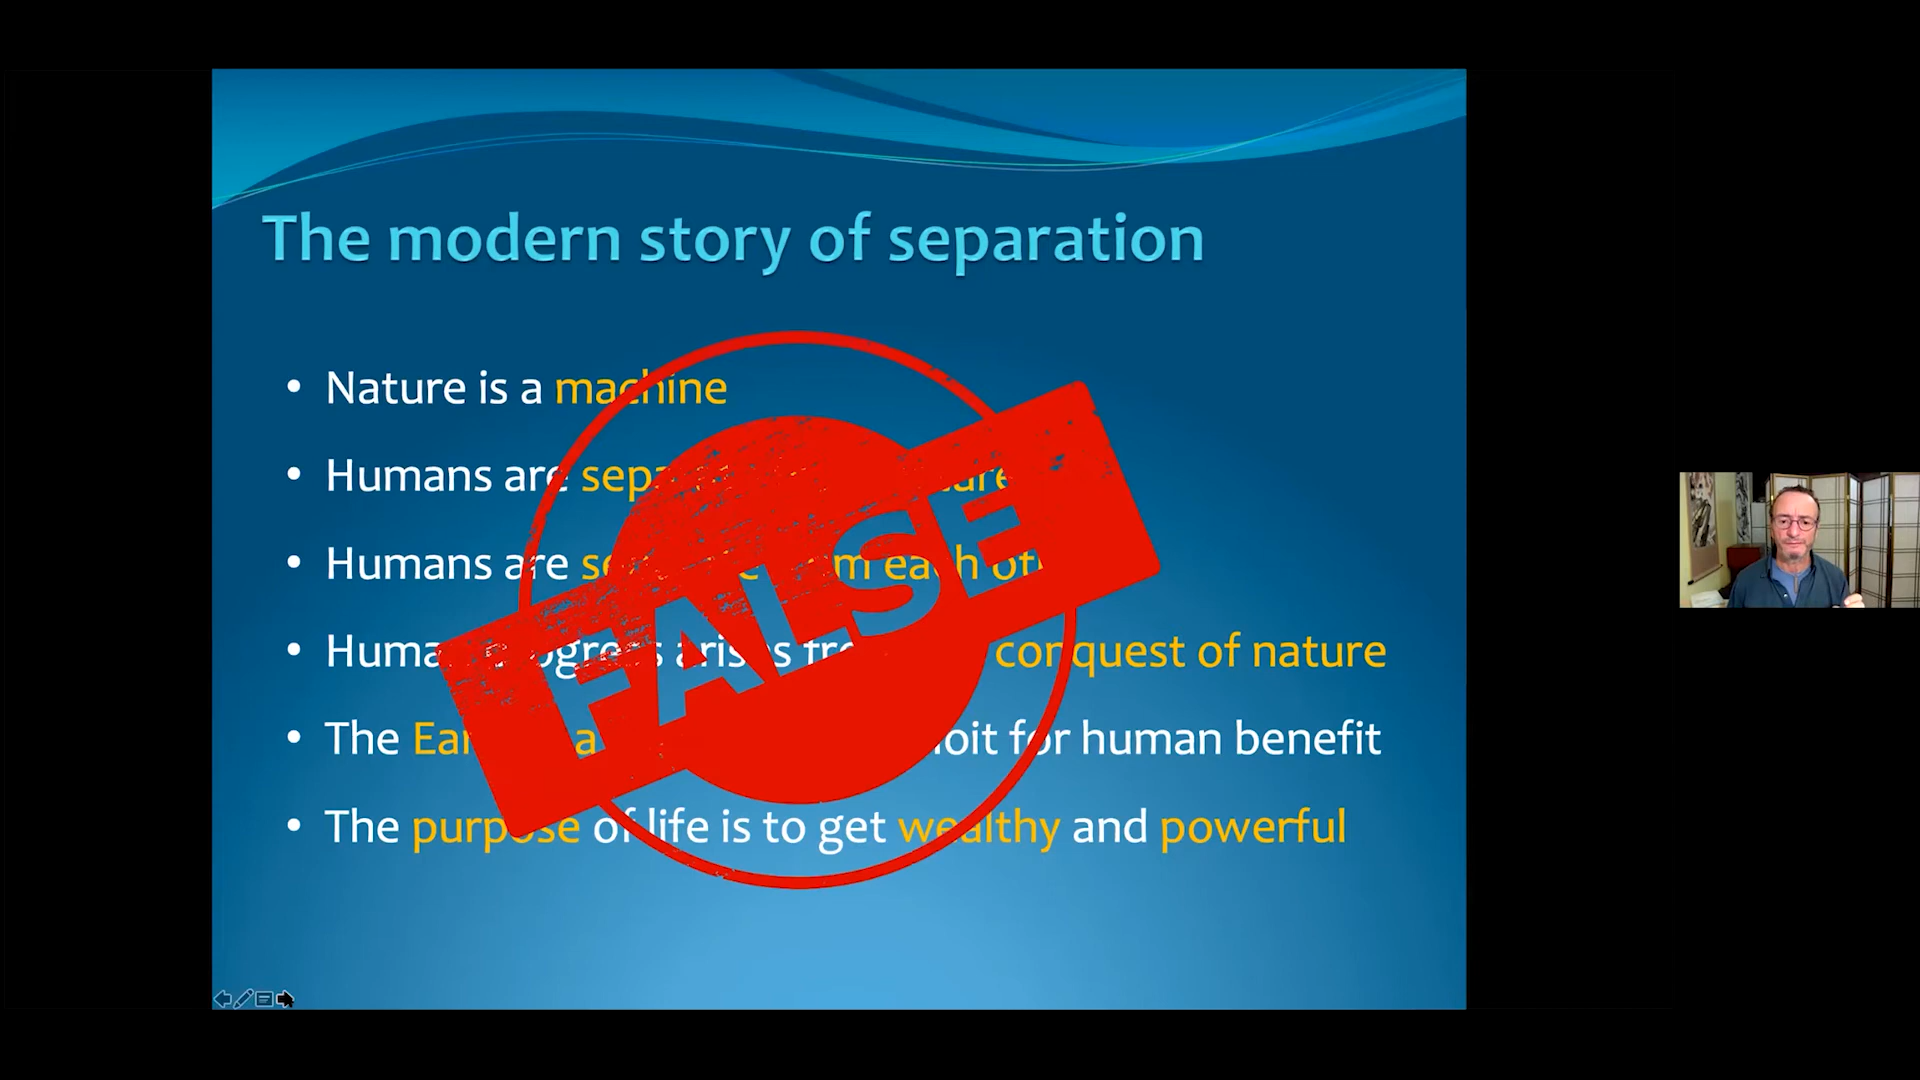 The modern story of separation
• Nature is a machine
• Humans are
• Humans are each
• conquest of nature
• The for human benefit
• The purpose of life is to get wealthy and powerful
FALSE